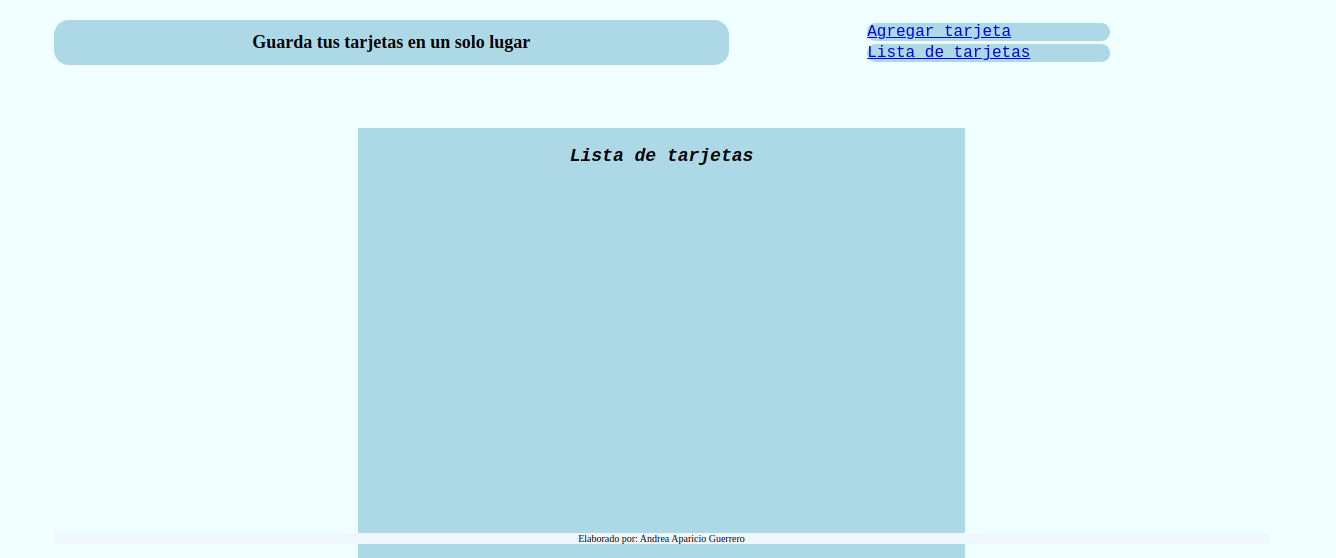 Guarda tus tarjetas en un solo lugar
Agregar tarjeta
Lista de tarjetas
Lista de tarjetas
Elaborado por: Andrea Aparicio Guerrero